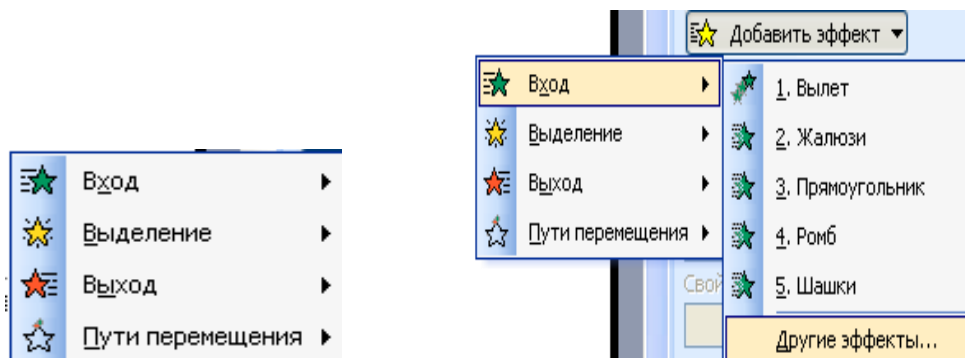 Вход
Выделение
Выход
Пути перемещения
Добавить эффект
Вход
Выделение
Выход
Пути перемещения
1. Вылет
2. Жалюзи
3. Прямоугольник
4. Ромб
5. Шашки
Другие эффекты...